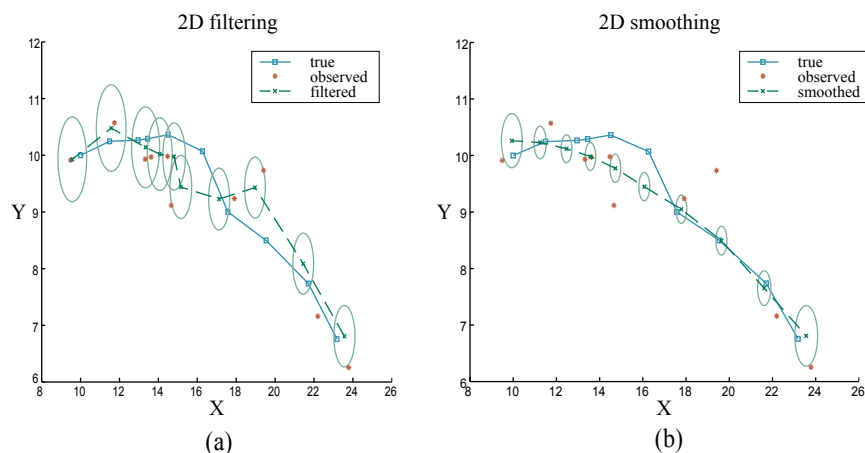 2D filtering
12
11
10
9
8
7
6
8
10
12
14
16
18
20
22
24
26
Y
X
true
observed
filtered
(a)
2D smoothing
12
11
10
9
8
7
6
8
10
12
14
16
18
20
22
24
26
Y
X
true
observed
smoothed
(b)